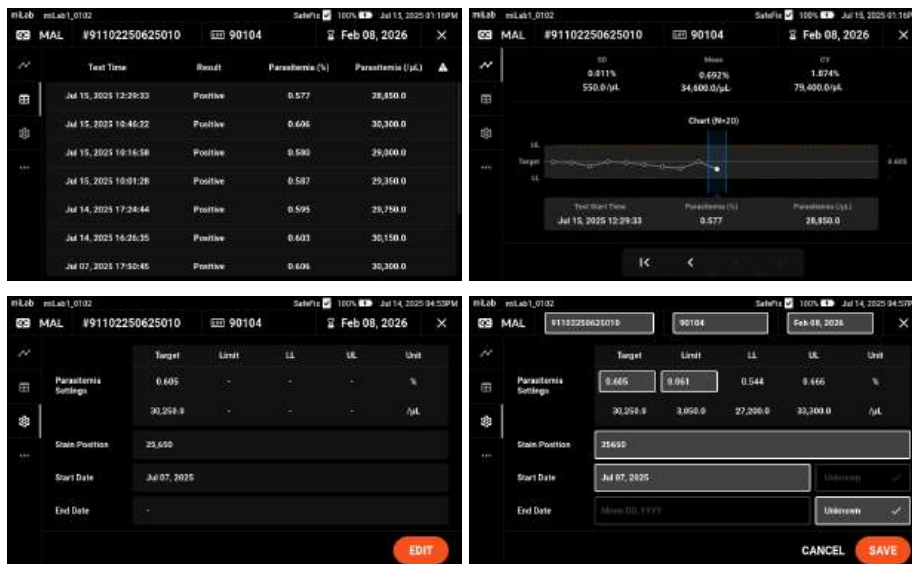 miLab miLab1_0102 SafeFix 100% Jul 15, 2025 01:16PM
QC MAL #91102250625010 LOT 90104 Feb 08, 2026 ×
Test Time Result Parasitemia (%) Parasitemia (/µL)
Jul 15, 2025 12:29:33 Positive 0.577 28,850.0
Jul 15, 2025 10:46:22 Positive 0.606 30,300.0
Jul 15, 2025 10:16:58 Positive 0.580 29,000.0
Jul 15, 2025 10:01:28 Positive 0.587 29,350.0
Jul 14, 2025 17:24:44 Positive 0.595 29,750.0
Jul 14, 2025 16:26:35 Positive 0.603 30,150.0
Jul 07, 2025 17:50:45 Positive 0.606 30,300.0
miLab miLab1_0102 SafeFix 100% Jul 15, 2025 01:16P
QC MAL #91102250625010 LOT 90104 Feb 08, 2026 ×
SD Mean CV
0.011% 0.692% 1.874%
550.0/µL 34,600.0/µL 79,400.0/µL
Chart (N=20)
UL
Target 0.605
LL
Test Start Time Parasitemia (%) Parasitemia (/µL)
Jul 15, 2025 12:29:33 0.577 28,850.0
miLab miLab1_0102 SafeFix 100% Jul 14, 2025 04:53PM
QC MAL #91102250625010 LOT 90104 Feb 08, 2026 ×
Target Limit LL UL Unit
Parasitemia Settings 0.605 - - - %
30,250.0 - - - /µL
Stain Position 25,650
Start Date Jul 07, 2025
End Date -
EDIT
miLab miLab1_0102 SafeFix 100% Jul 14, 2025 04:57P
QC MAL 91102250625010 90104 Feb 08, 2026 ×
Target Limit LL UL Unit
Parasitemia Settings 0.605 0.061 0.544 0.666 %
30,250.0 3,050.0 27,200.0 33,300.0 /µL
Stain Position 25650
Start Date Jul 07, 2025 Unknown
End Date Mmm DD, YYYY Unknown
CANCEL SAVE